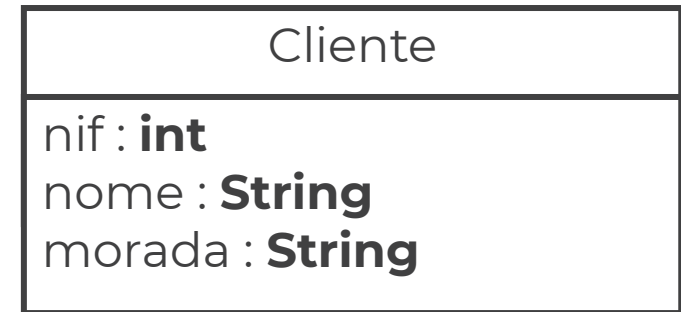 Cliente
nif : int
nome : String
morada : String